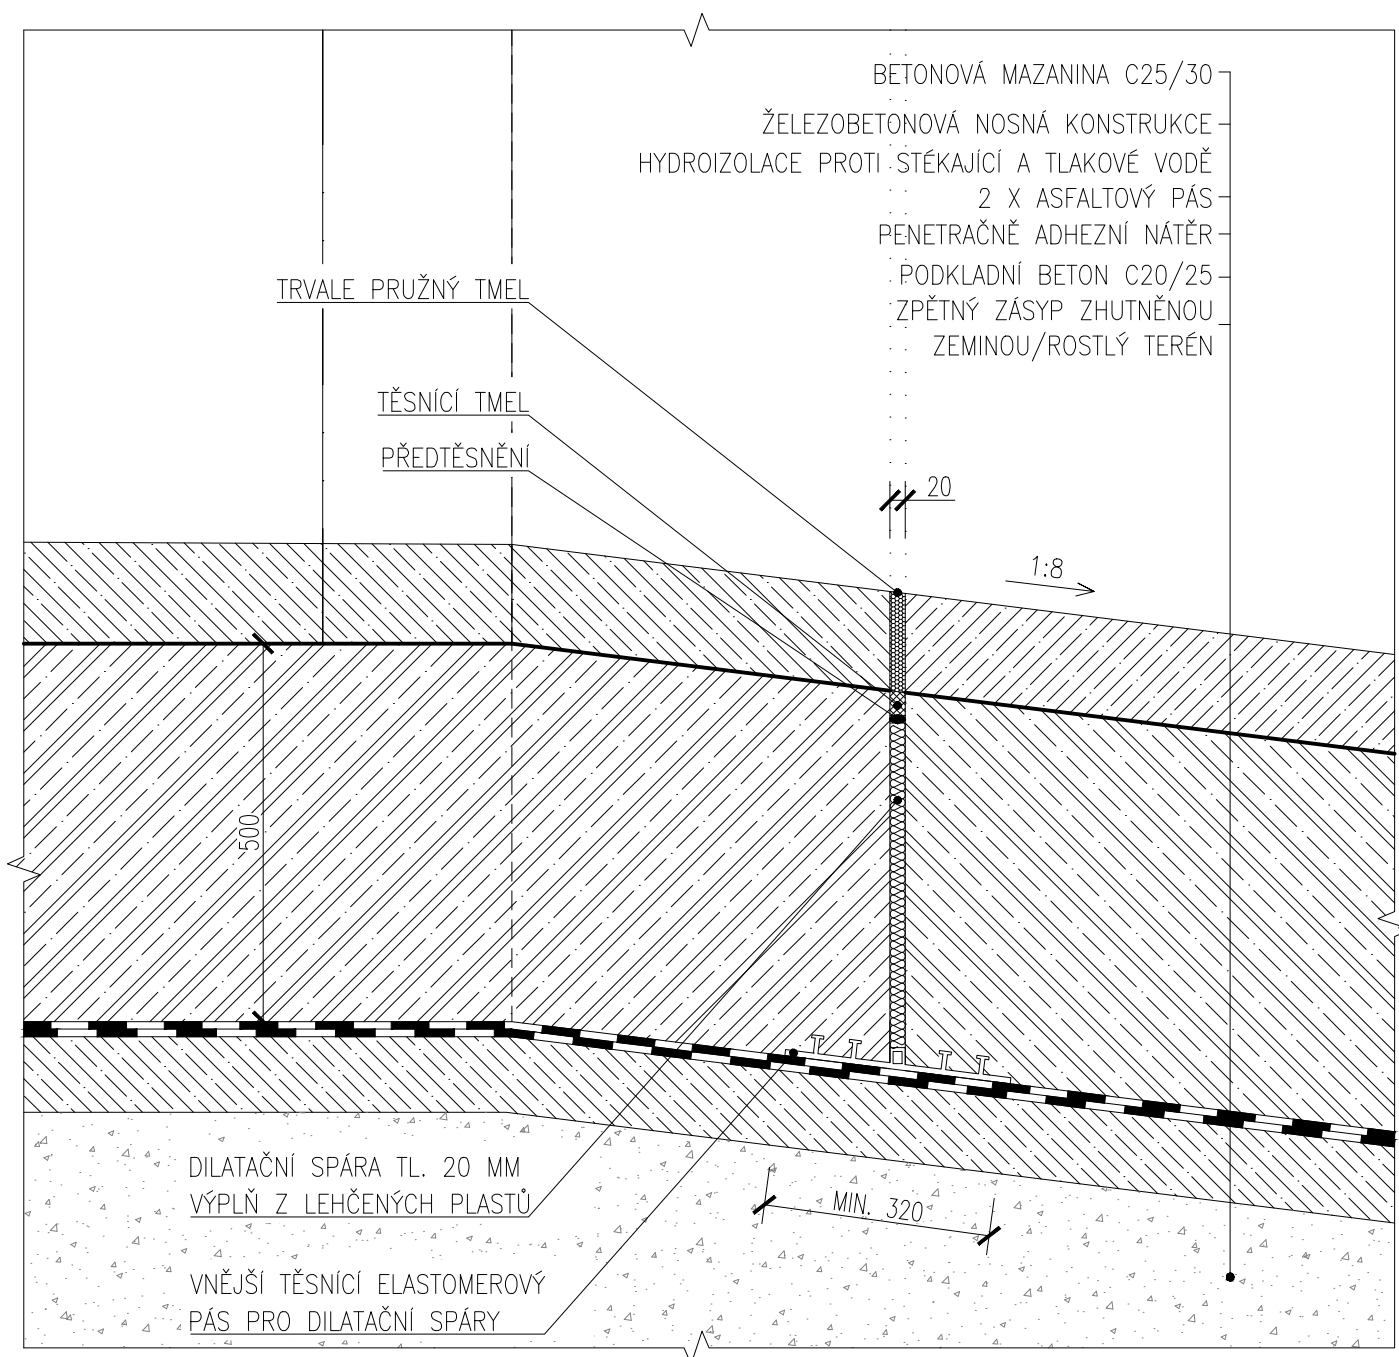 BETONOVÁ MAZANINA C25/30
ŽELEZOBETONOVÁ NOSNÁ KONSTRUKCE
HYDROIZOLACE PROTI STÉKAJÍCÍ A TLAKOVÉ VODĚ
2 X ASFALTOVÝ PÁS
PENETRAČNĚ ADHEZNÍ NÁTĚR
PODKLADNÍ BETON C20/25
ZPĚTNÝ ZÁSYP ZHUTNĚNOU
ZEMINOU/ROSTLÝ TERÉN
TRVALE PRUŽNÝ TMEL
TĚSNÍCÍ TMEL
PŘEDTĚSNĚNÍ
20
1:8
500
DILATAČNÍ SPÁRA TL. 20 MM
VÝPLŇ Z LEHČENÝCH PLASTŮ
MIN. 320
VNĚJŠÍ TĚSNÍCÍ ELASTOMEROVÝ
PÁS PRO DILATAČNÍ SPÁRY